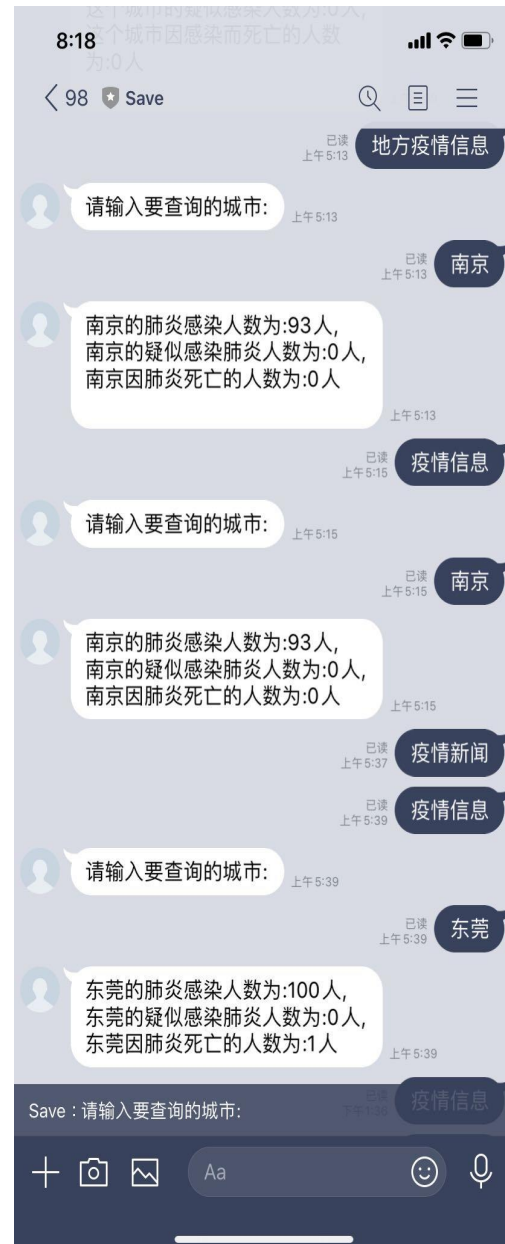 这个城市的疑似感染人数为:0人,
这个城市因感染而死亡的人数
为:0人
8:18
98 Save
已读
上午5:13
地方疫情信息
请输入要查询的城市:
上午5:13
已读
上午5:13
南京
南京的肺炎感染人数为:93人,
南京的疑似感染肺炎人数为:0人,
南京因肺炎死亡的人数为:0人
上午5:13
已读
上午5:15
疫情信息
请输入要查询的城市:
上午5:15
已读
上午5:15
南京
南京的肺炎感染人数为:93人,
南京的疑似感染肺炎人数为:0人,
南京因肺炎死亡的人数为:0人
上午5:15
已读
上午5:37
疫情新闻
已读
上午5:39
疫情信息
请输入要查询的城市:
上午5:39
已读
上午5:39
东莞
东莞的肺炎感染人数为:100人,
东莞的疑似感染肺炎人数为:0人,
东莞因肺炎死亡的人数为:1人
上午5:39
已读
疫情信息
Save：请输入要查询的城市:
Aa